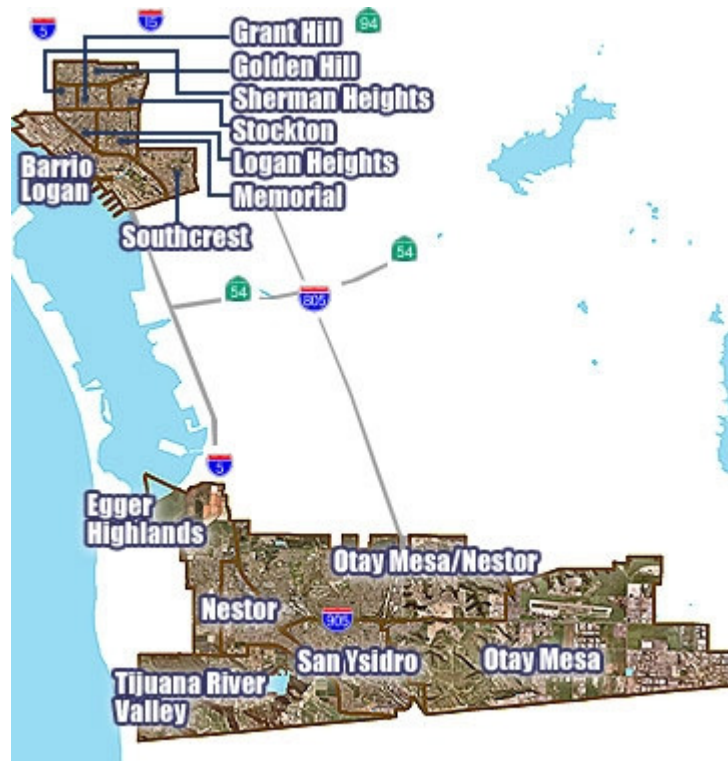 5
15
94
Grant Hill
Golden Hill
Sherman Heights
Stockton
Logan Heights
Memorial
Barrio
Logan
Southcrest
54
54
805
5
Egger
Highlands
Otay Mesa/Nestor
Nestor
905
San Ysidro
Otay Mesa
Tijuana River
Valley